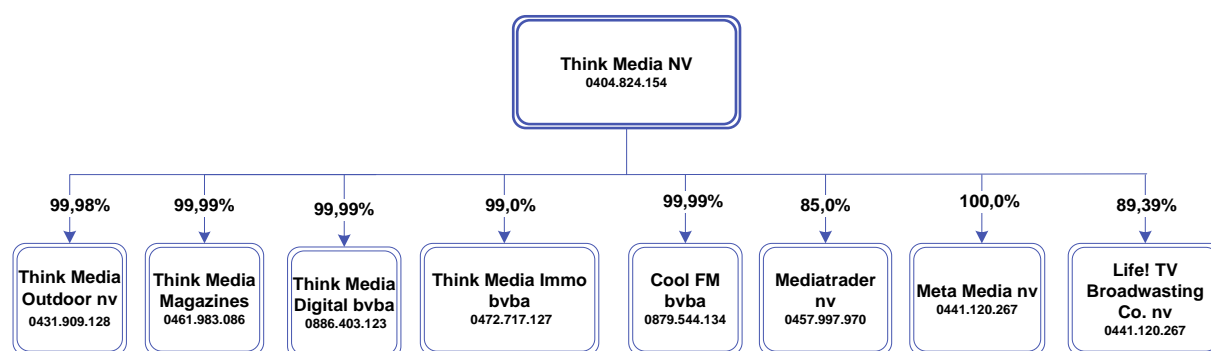 Think Media NV
0404.824.154
99,98%
99,99%
99,99%
99,0%
99,99%
85,0%
100,0%
89,39%
Think Media
Outdoor nv
0431.909.128
Think Media
Magazines
0461.983.086
Think Media
Digital bvba
0886.403.123
Think Media Immo
bvba
0472.717.127
Cool FM
bvba
0879.544.134
Mediatrader
nv
0457.997.970
Meta Media nv
0441.120.267
Life! TV
Broadwasting
Co. nv
0441.120.267